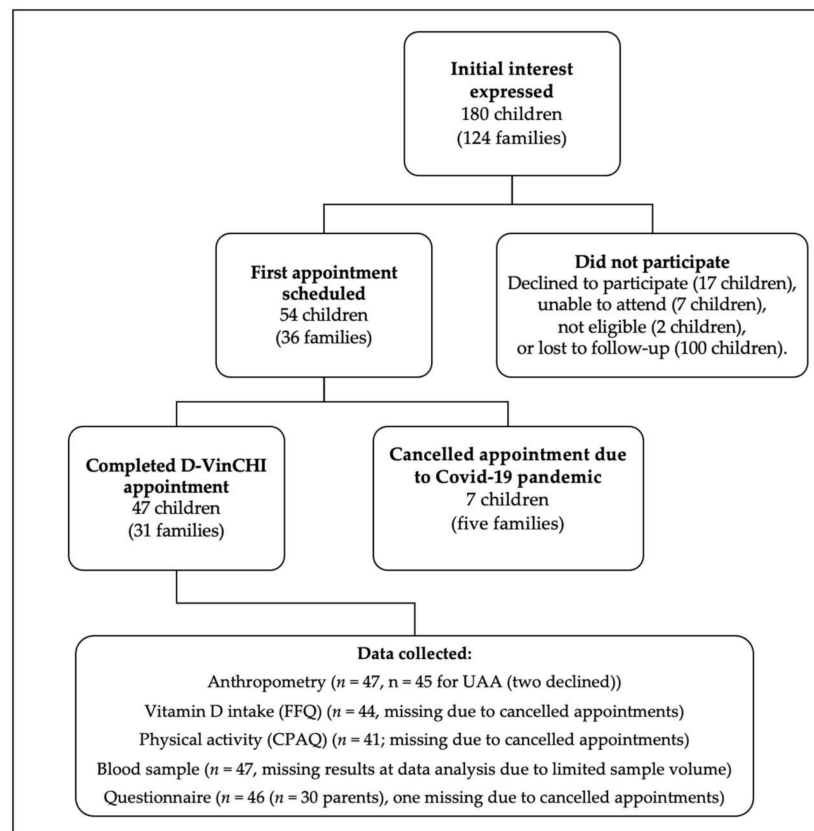 Initial interest
expressed
180 children
(124 families)
First appointment
scheduled
54 children
(36 families)
Did not participate
Declined to participate (17 children),
unable to attend (7 children),
not eligible (2 children),
or lost to follow-up (100 children).
Completed D-VinCHI
appointment
47 children
(31 families)
Cancelled appointment due
to Covid-19 pandemic
7 children
(five families)
Data collected:
Anthropometry (n = 47, n = 45 for UAA (two declined))
Vitamin D intake (FFQ) (n = 44, missing due to cancelled appointments)
Physical activity (CPAQ) (n = 41; missing due to cancelled appointments)
Blood sample (n = 47, missing results at data analysis due to limited sample volume)
Questionnaire (n = 46 (n = 30 parents), one missing due to cancelled appointments)